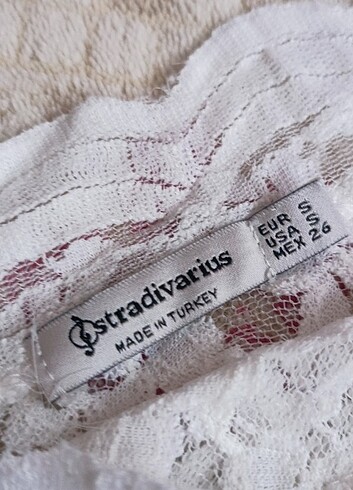 stradivarius
MADE IN TURKEY
EUR S
USA S
MEX 26